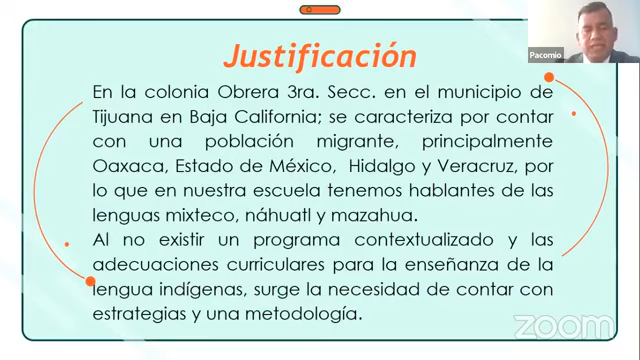 Justificación
Pacomio
En la colonia Obrera 3ra. Secc. en el municipio de
Tijuana en Baja California; se caracteriza por contar
con una población migrante, principalmente
Oaxaca, Estado de México, Hidalgo y Veracruz, por
lo que en nuestra escuela tenemos hablantes de las
lenguas mixteco, náhuatl y mazahua.
Al no existir un programa contextualizado y las
adecuaciones curriculares para la enseñanza de la
lengua indígenas, surge la necesidad de contar con
estrategias y una metodología.
zoom